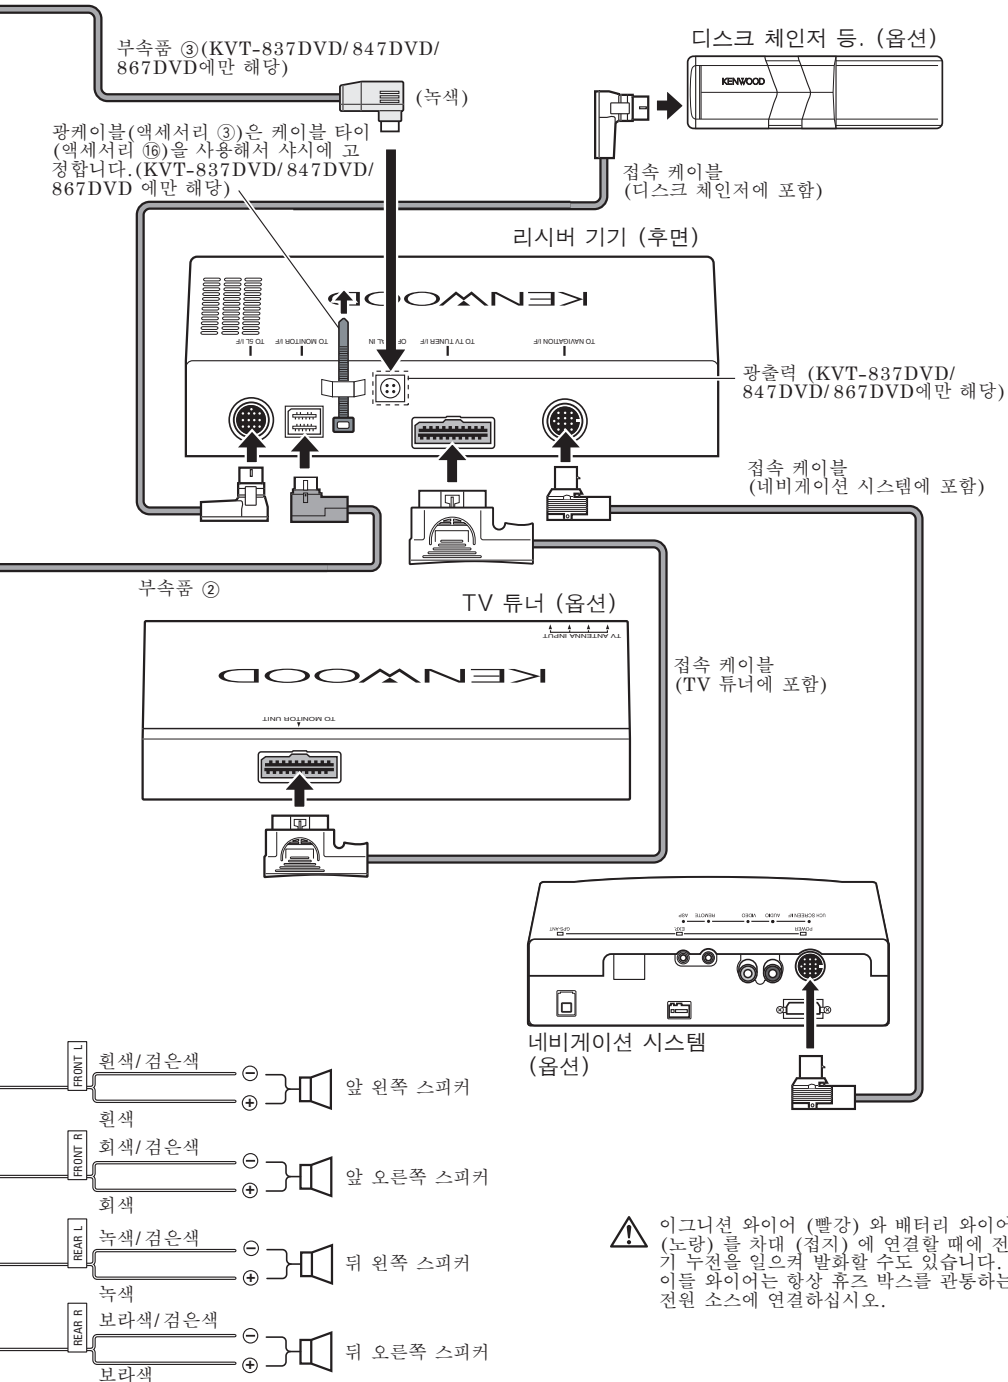 부속품 ③(KVT-837DVD/847DVD/
867DVD에만 해당)
(녹색)
디스크 체인저 등. (옵션)
KENWOOD
광케이블(액세서리 ③)은 케이블 타이
(액세서리 ⑯)을 사용해서 샤시에 고
정합니다.(KVT-837DVD/847DVD/
867DVD 에만 해당)
접속 케이블
(디스크 체인저에 포함)
리시버 기기 (후면)
KENWOOD
TO SL I/F
TO MONITOR I/F
AL IN
TO TV TUNER I/F
TO NAVIGATION I/F
광출력 (KVT-837DVD/
847DVD/867DVD에만 해당)
접속 케이블
(네비게이션 시스템에 포함)
부속품 ②
TV 튜너 (옵션)
TV ANTENNA INPUT
KENWOOD
TO MONITOR UNIT
접속 케이블
(TV 튜너에 포함)
REMOTE
VIDEO
AUDIO
GPS-ANT
EXT.
POWER
네비게이션 시스템
(옵션)
FRONT L
흰색/검은색
흰색
앞 왼쪽 스피커
FRONT R
회색/검은색
회색
앞 오른쪽 스피커
REAR L
녹색/검은색
녹색
뒤 왼쪽 스피커
REAR R
보라색/검은색
보라색
뒤 오른쪽 스피커
이그니션 와이어 (빨강) 와 배터리 와이어
(노랑) 를 차대 (접지) 에 연결할 때에 전
기 누전을 일으켜 발화할 수도 있습니다.
이들 와이어는 항상 휴즈 박스를 관통하는
전원 소스에 연결하십시오.